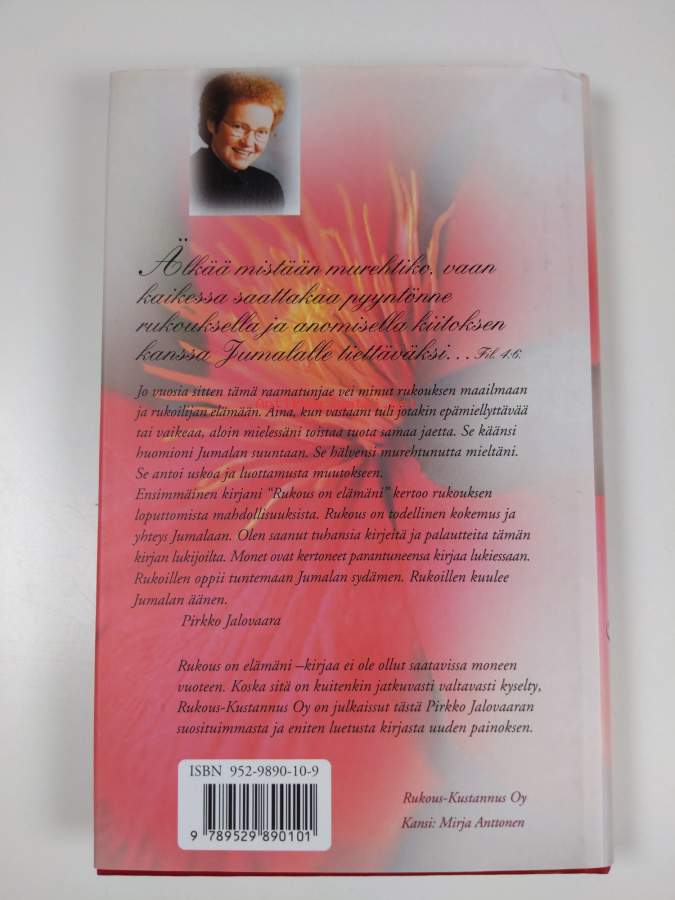 Älkää mistään murehtiko, vaan
kaikessa saattakaa pyyntönne
rukouksella ja anomisella kiitoksen
kanssa Jumalalle tiettäväksi... Fil. 4:6.
Jo vuosia sitten tämä raamatunjae vei minut rukouksen maailmaan
ja rukoilijan elämään. Aina, kun vastaani tuli jotakin epämiellyttävää
tai vaikeaa, aloin mielessäni toistaa tuota samaa jaetta. Se käänsi
huomioni Jumalan suuntaan. Se hälvensi murehtunutta mieltäni.
Se antoi uskoa ja luottamusta muutokseen.
Ensimmäinen kirjani "Rukous on elämäni" kertoo rukouksen
loputtomista mahdollisuuksista. Rukous on todellinen kokemus ja
yhteys Jumalaan. Olen saanut tuhansia kirjeitä ja palautteita tämän
kirjan lukijoilta. Monet ovat kertoneet parantuneensa kirjaa lukiessaan.
Rukoillen oppii tuntemaan Jumalan sydämen. Rukoillen kuulee
Jumalan äänen.
Pirkko Jalovaara
Rukous on elämäni –kirjaa ei ole ollut saatavissa moneen
vuoteen. Koska sitä on kuitenkin jatkuvasti valtavasti kyselty,
Rukous-Kustannus Oy on julkaissut tästä Pirkko Jalovaaran
suosituimmasta ja eniten luetusta kirjasta uuden painoksen.
ISBN 952-9890-10-9
9 789529 890101
Rukous-Kustannus Oy
Kansi: Mirja Anttonen